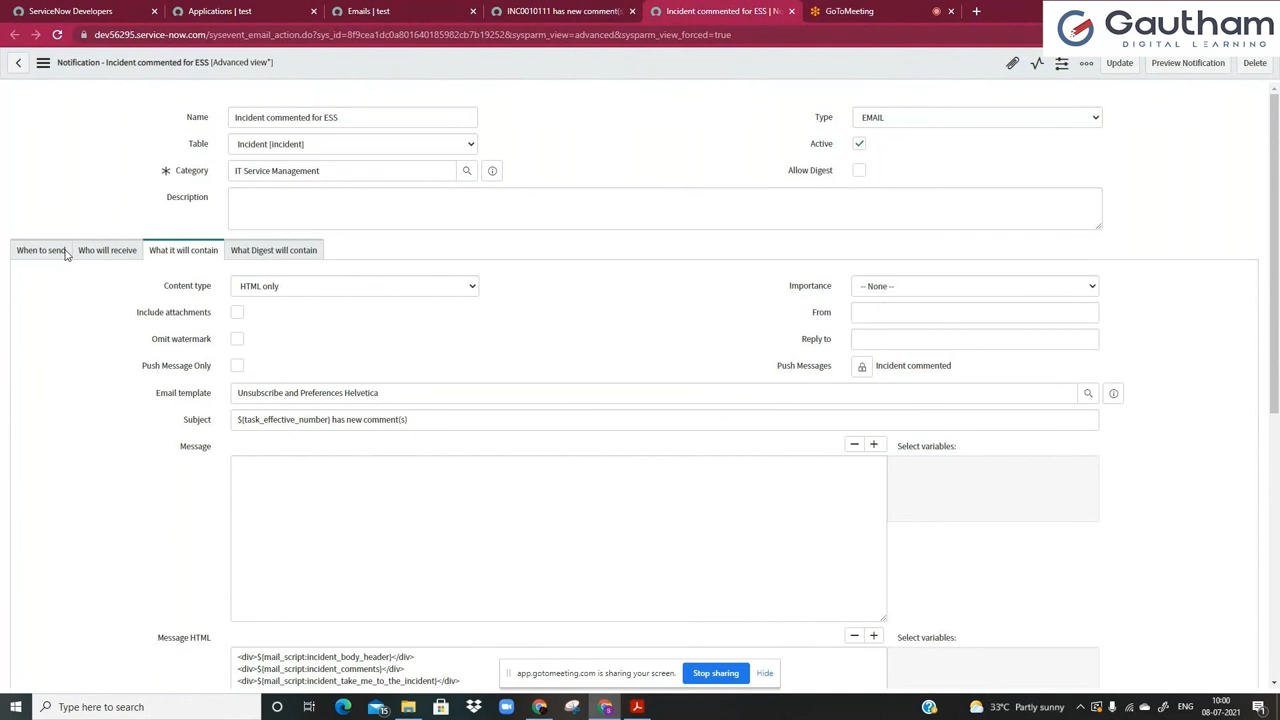 ServiceNow Developers
Applications | test
Emails | test
INC0010111 has new comment(s)
Incident commented for ESS | N
GoToMeeting
Gautham
DIGITAL LEARNING
dev56295.service-now.com/sysevent_email_action.do?sys_id=8f9cea1dc0a801640185982cb7b19252&sysparm_view=advanced&sysparm_view_forced=true
Notification - Incident commented for ESS [Advanced view*]
Update
Preview Notification
Delete
Name
Incident commented for ESS
Type
EMAIL
Table
Incident [incident]
Active
Category
IT Service Management
Allow Digest
Description
When to send
Who will receive
What it will contain
What Digest will contain
Content type
HTML only
Importance
-- None --
Include attachments
From
Omit watermark
Reply to
Push Message Only
Push Messages
Incident commented
Email template
Unsubscribe and Preferences Helvetica
Subject
${task_effective_number} has new comment(s)
Message
Select variables:
Message HTML
Select variables:
<div>${mail_script:incident_body_header}</div>
<div>${mail_script:incident_comments}</div>
<div>${mail_script:incident_take_me_to_the_incident}</div>
app.gotomeeting.com is sharing your screen.
Stop sharing
Hide
Type here to search
15
33°C Partly sunny
ENG
10:00
08-07-2021